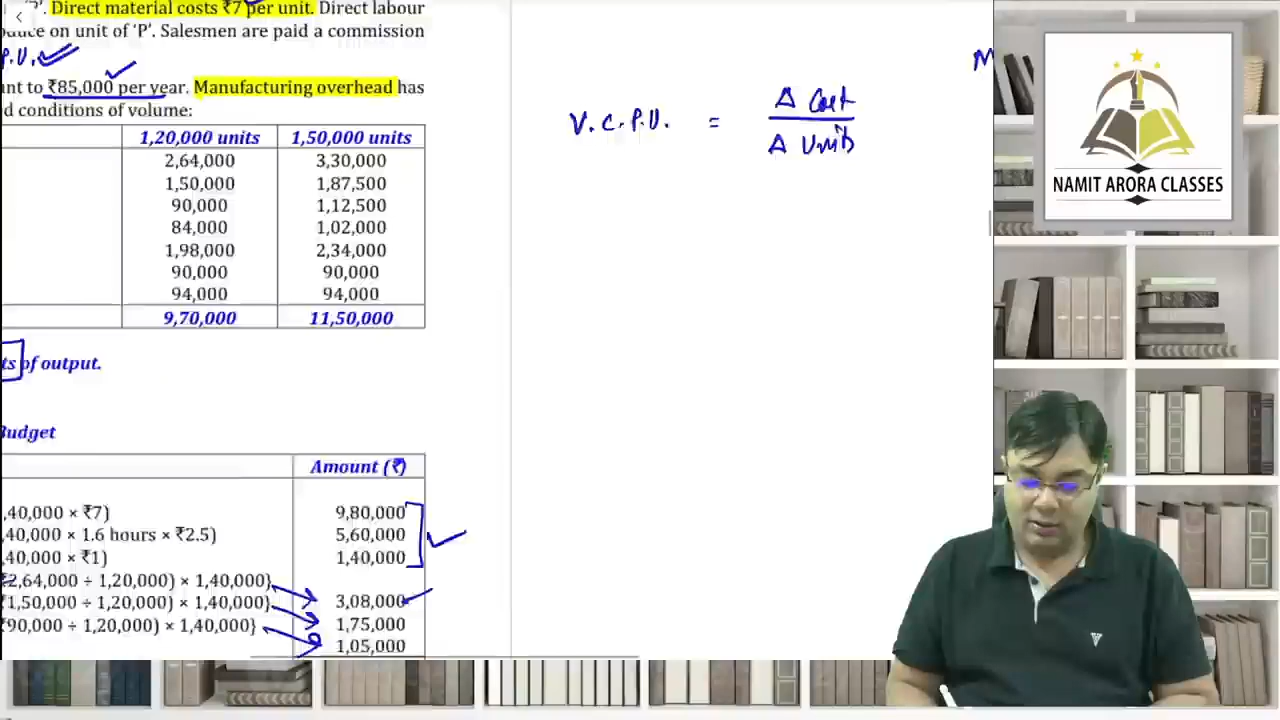 'P'. Direct material costs ₹7 per unit. Direct labour
on unit of 'P'. Salesmen are paid a commission
P.U.
nt to ₹85,000 per year. Manufacturing overhead has
d conditions of volume:
1,20,000 units 1,50,000 units
2,64,000 3,30,000
1,50,000 1,87,500
90,000 1,12,500
84,000 1,02,000
1,98,000 2,34,000
90,000 90,000
94,000 94,000
9,70,000 11,50,000
ts of output.
Budget
Amount (₹)
,40,000 × ₹7) 9,80,000
,40,000 × 1.6 hours × ₹2.5) 5,60,000
,40,000 × ₹1) 1,40,000
₹2,64,000 ÷ 1,20,000) × 1,40,000} 3,08,000
₹1,50,000 ÷ 1,20,000) × 1,40,000} 1,75,000
₹90,000 ÷ 1,20,000) × 1,40,000} 1,05,000
V.C.P.U. = Δ Cost
Δ Units
M
NAMIT ARORA CLASSES